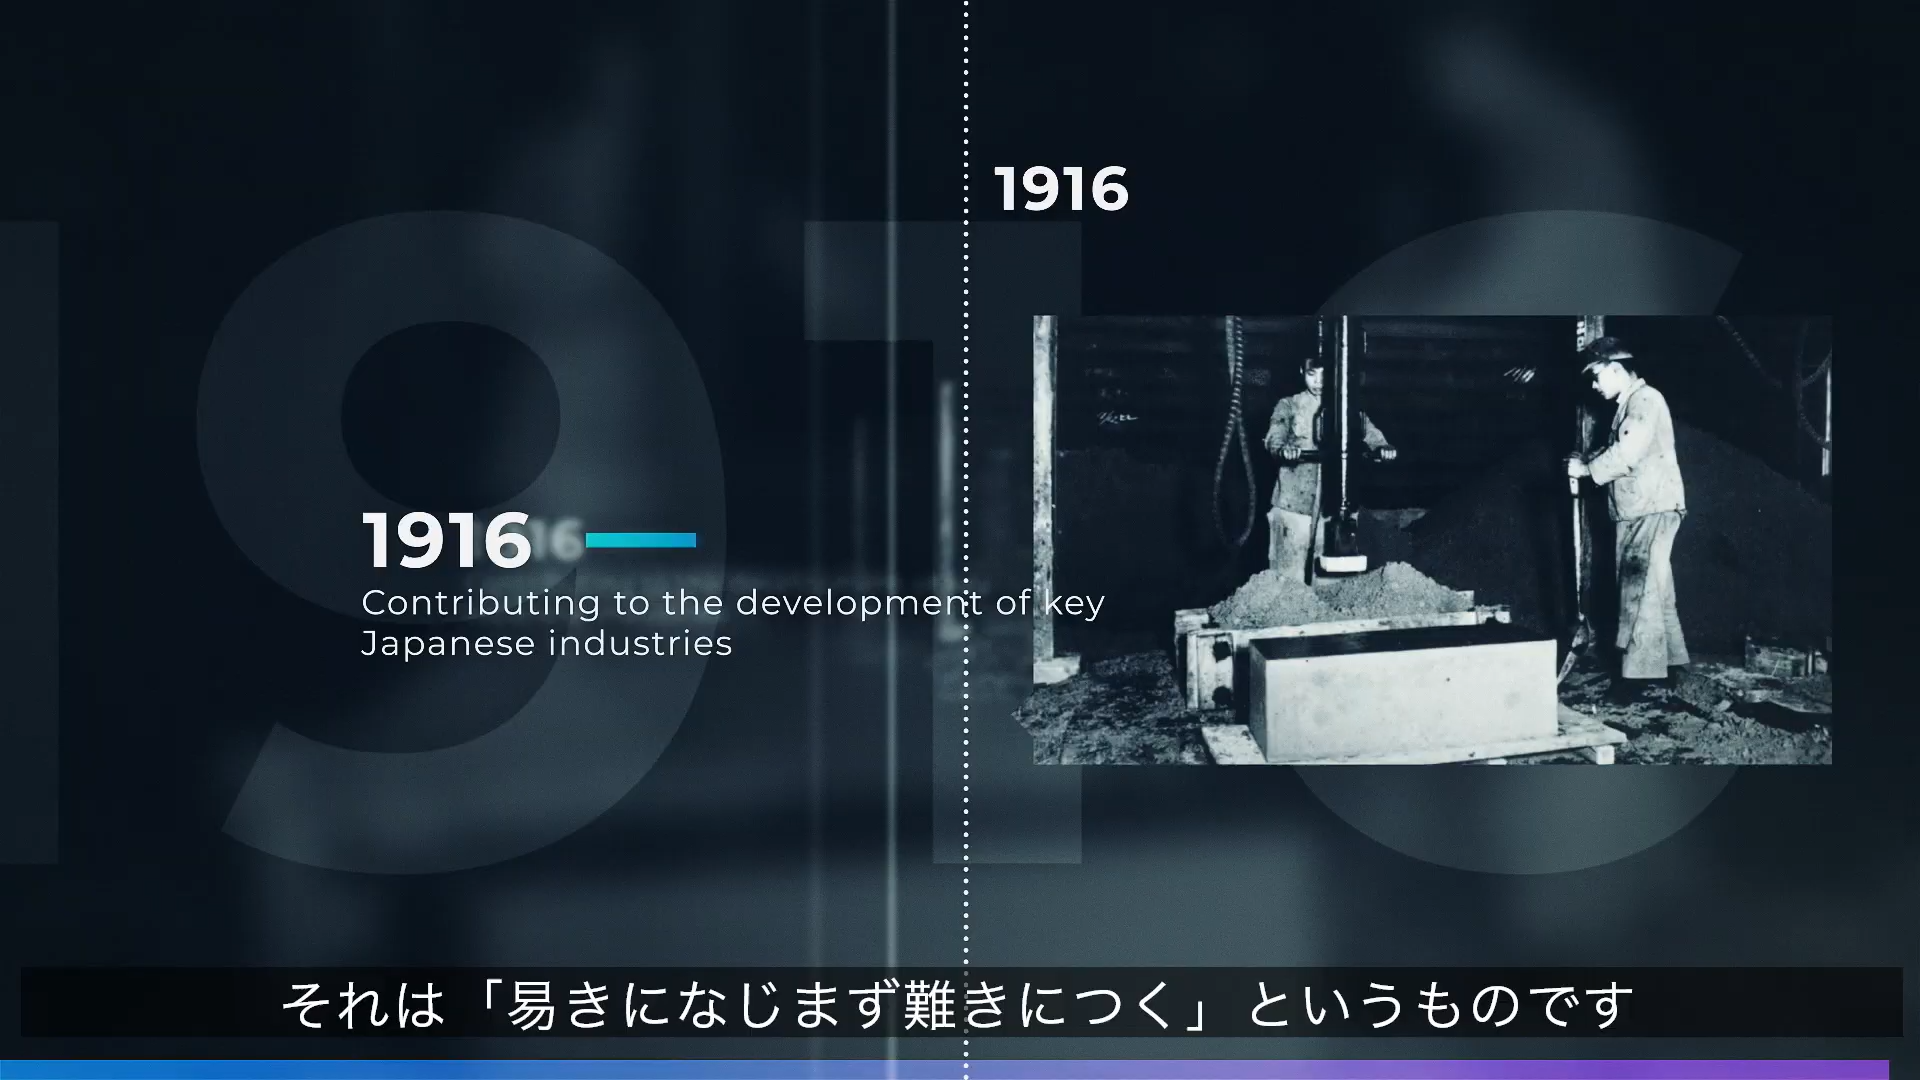 1916
1916
Contributing to the development of key
Japanese industries
それは「易きになじまず難きにつく」というものです